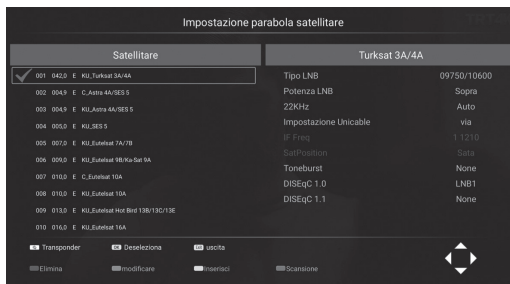 Impostazione parabola satellitare
Satellitare
001 042,0 E KU_Turksat 3A/4A
002 004,9 E C_Astra 4A/SES 5
003 004,9 E KU_Astra 4A/SES 5
004 005,0 E KU_SES 5
005 007,0 E KU_Eutelsat 7A/7B
006 009,0 E KU_Eutelsat 9B/Ka-Sat 9A
007 010,0 E C_Eutelsat 10A
008 010,0 E KU_Eutelsat 10A
009 013,0 E KU_Eutelsat Hot Bird 13B/13C/13E
010 016,0 E KU_Eutelsat 16A
Turksat 3A/4A
Tipo LNB 09750/10600
Potenza LNB Sopra
22KHz Auto
Impostazione Unicable via
IF Freq 1 1210
SatPosition Sata
Toneburst None
DISEqC 1.0 LNB1
DISEqC 1.1 None
Transponder OK Deseleziona Exit uscita
Elimina modificare Inserisci Scansione